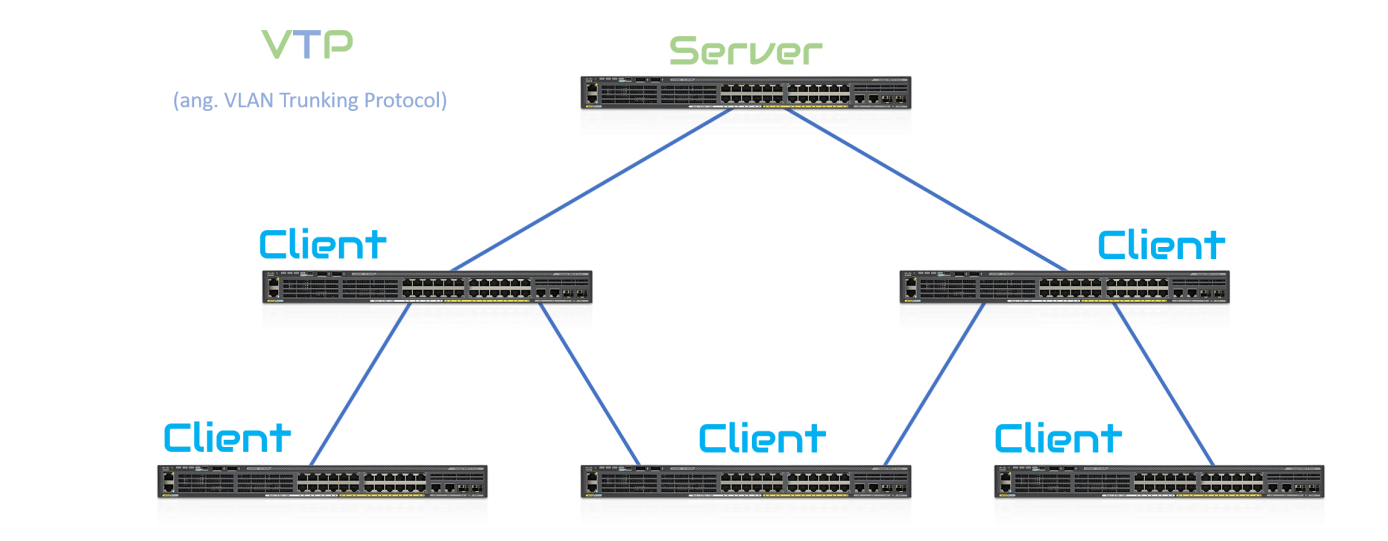 VTP
(ang. VLAN Trunking Protocol)
Server
Client
Client
Client
Client
Client